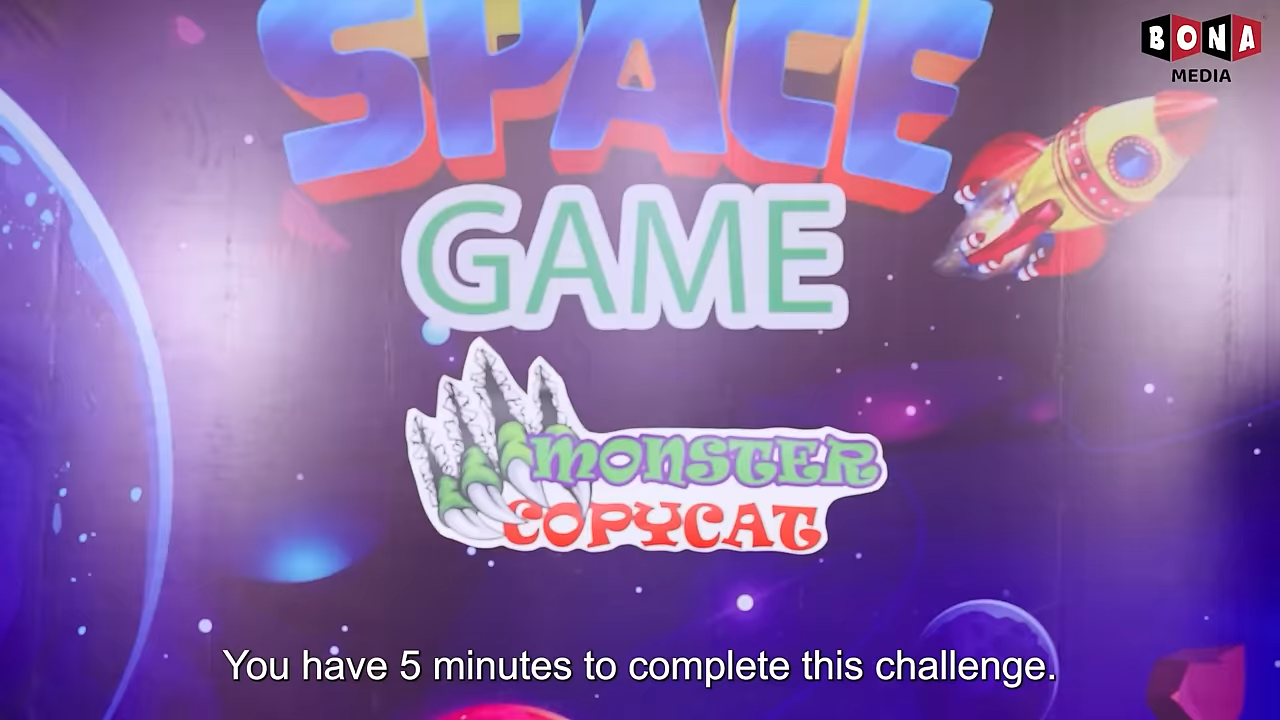 SPACE
BONA
MEDIA
GAME
MONSTER
COPYCAT
You have 5 minutes to complete this challenge.